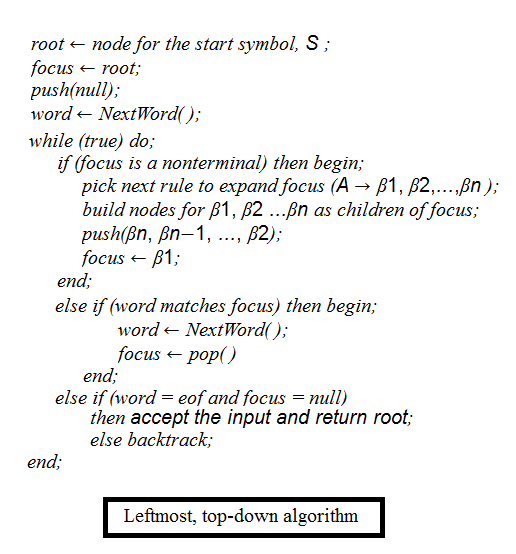 root ← node for the start symbol, S ;
focus ← root;
push(null);
word ← NextWord( );
while (true) do;
if (focus is a nonterminal) then begin;
pick next rule to expand focus (A → β1, β2,…,βn );
build nodes for β1, β2 …βn as children of focus;
push(βn, βn−1, …, β2);
focus ← β1;
end;
else if (word matches focus) then begin;
word ← NextWord( );
focus ← pop( )
end;
else if (word = eof and focus = null)
then accept the input and return root;
else backtrack;
end;
Leftmost, top-down algorithm